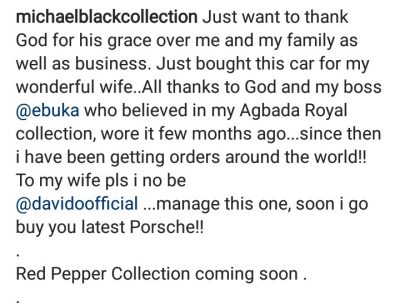 michaelblackcollection Just want to thank
God for his grace over me and my family as
well as business. Just bought this car for my
wonderful wife..All thanks to God and my boss
@ebuka who believed in my Agbada Royal
collection, wore it few months ago...since then
i have been getting orders around the world!!
To my wife pls i no be
@davidoofficial ...manage this one, soon i go
buy you latest Porsche!!
.
Red Pepper Collection coming soon .
.